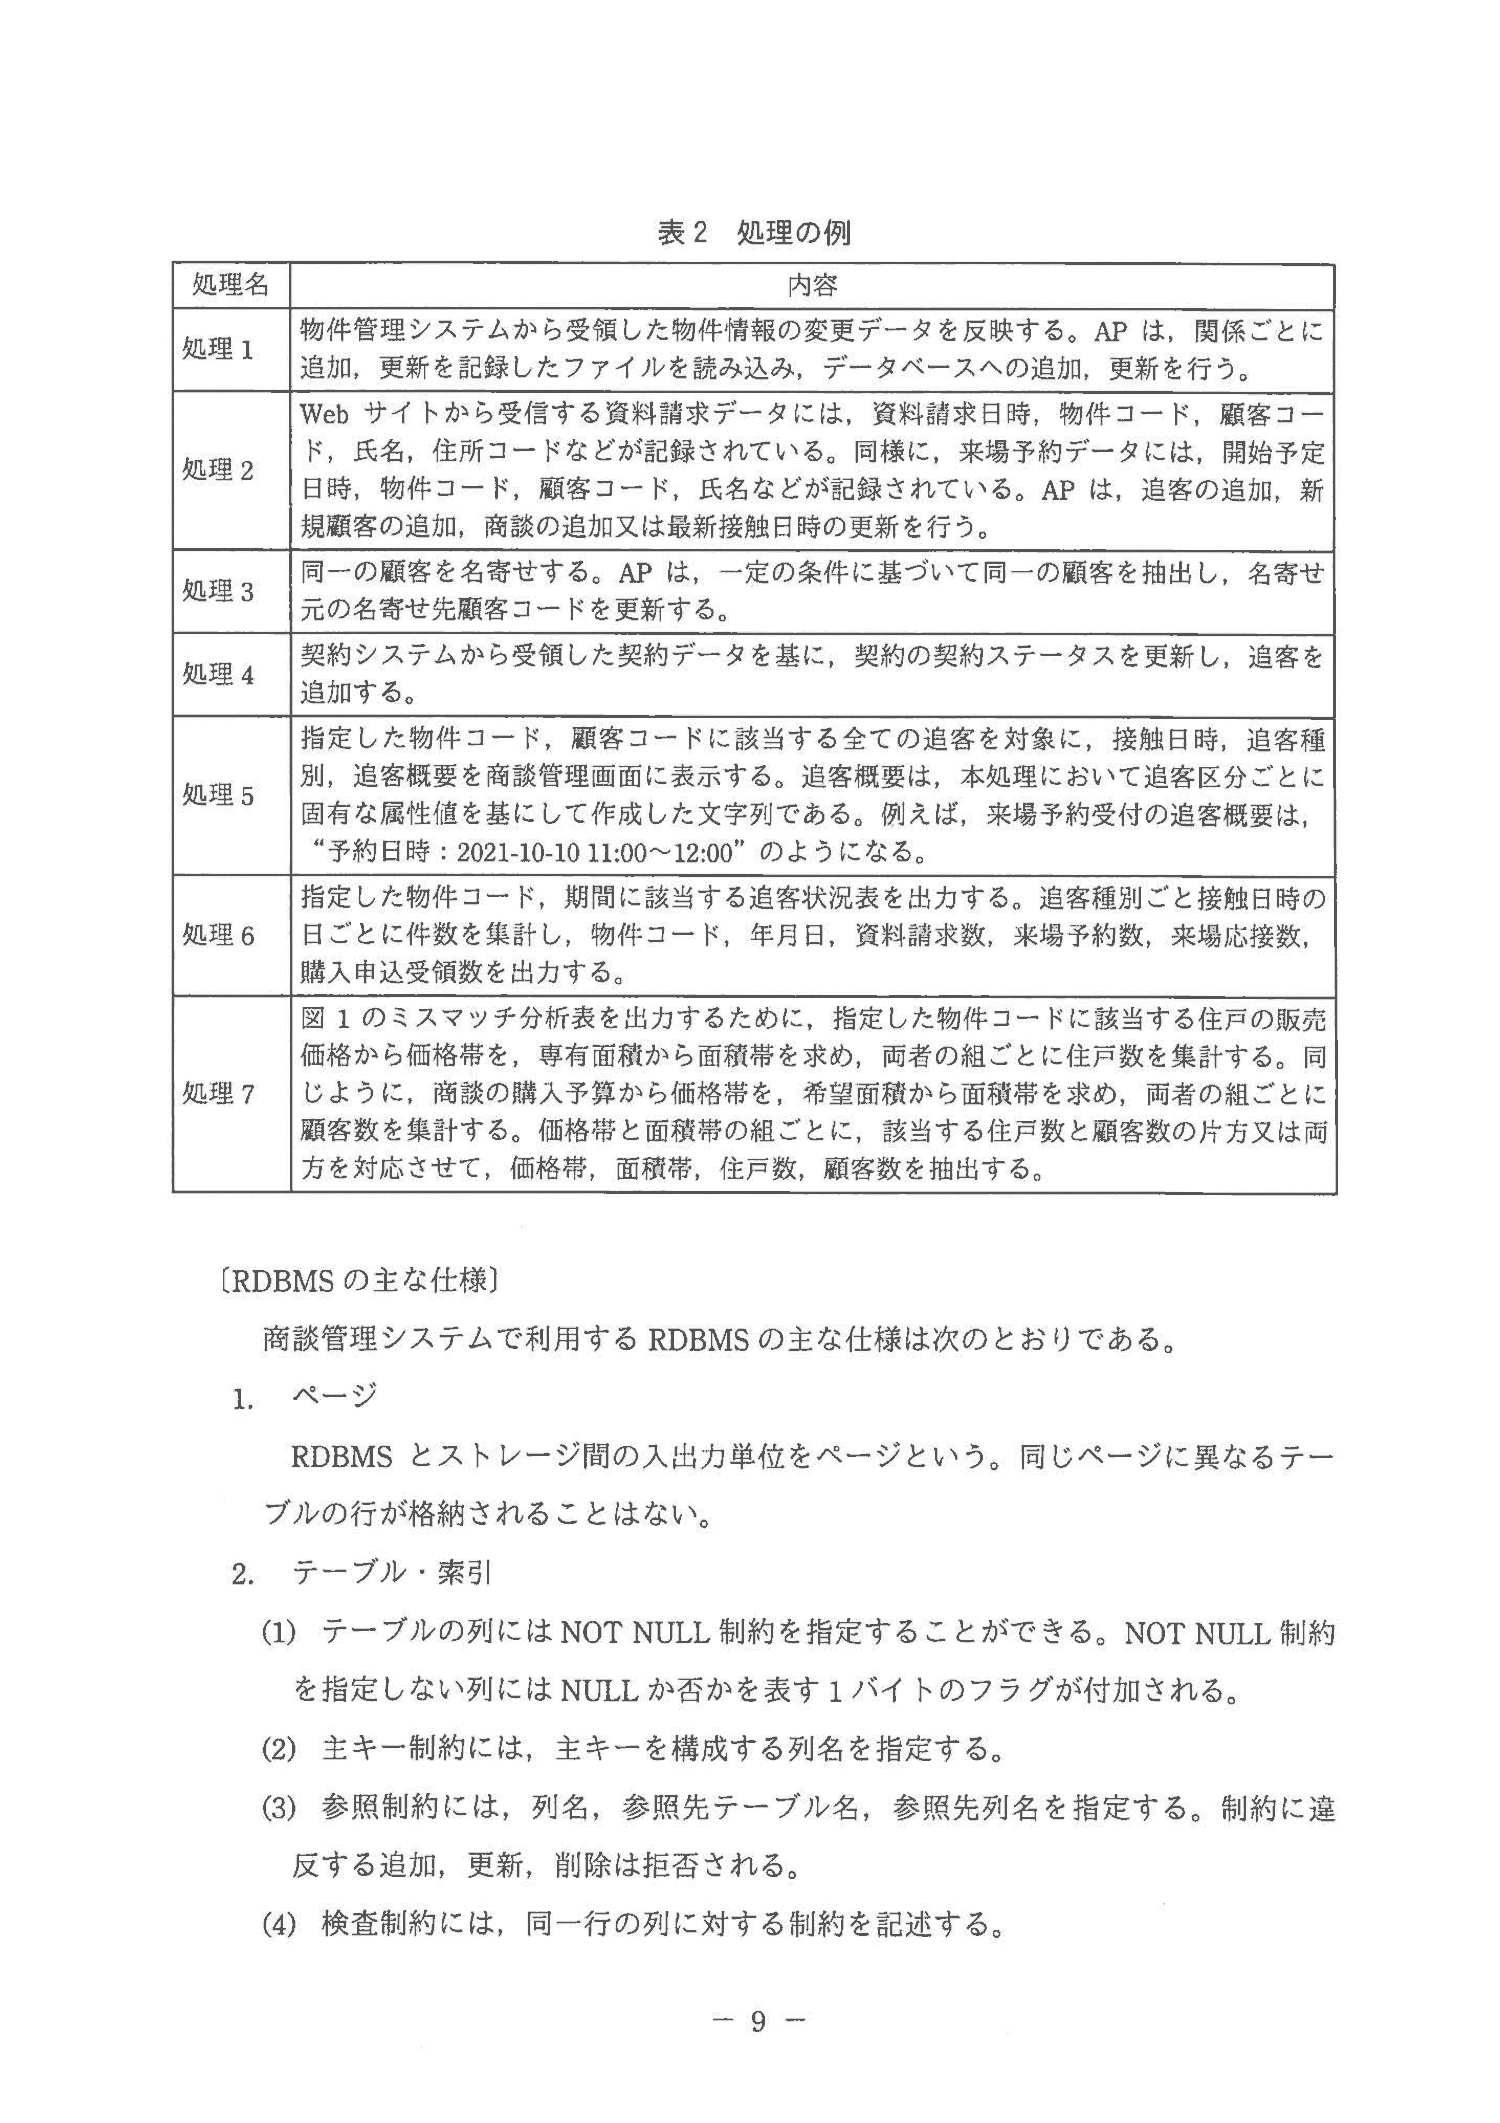 表2　処理の例
処理名
内容
処理1
物件管理システムから受領した物件情報の変更データを反映する。AP は，関係ごとに
追加，更新を記録したファイルを読み込み，データベースへの追加，更新を行う。
処理2
Web サイトから受信する資料請求データには，資料請求日時，物件コード，顧客コー
ド，氏名，住所コードなどが記録されている。同様に，来場予約データには，開始予定
日時，物件コード，顧客コード，氏名などが記録されている。AP は，追客の追加，新
規顧客の追加，商談の追加又は最新接触日時の更新を行う。
処理3
同一の顧客を名寄せする。AP は，一定の条件に基づいて同一の顧客を抽出し，名寄せ
元の名寄せ先顧客コードを更新する。
処理4
契約システムから受領した契約データを基に，契約の契約ステータスを更新し，追客を
追加する。
処理5
指定した物件コード，顧客コードに該当する全ての追客を対象に，接触日時，追客種
別，追客概要を商談管理画面に表示する。追客概要は，本処理において追客区分ごとに
固有な属性値を基にして作成した文字列である。例えば，来場予約受付の追客概要は，
“予約日時：2021-10-10 11:00～12:00”のようになる。
処理6
指定した物件コード，期間に該当する追客状況表を出力する。追客種別ごと接触日時の
日ごとに件数を集計し，物件コード，年月日，資料請求数，来場予約数，来場応接数，
購入申込受領数を出力する。
処理7
図 1 のミスマッチ分析表を出力するために，指定した物件コードに該当する住戸の販売
価格から価格帯を，専有面積から面積帯を求め，両者の組ごとに住戸数を集計する。同
じように，商談の購入予算から価格帯を，希望面積から面積帯を求め，両者の組ごとに
顧客数を集計する。価格帯と面積帯の組ごとに，該当する住戸数と顧客数の片方又は両
方を対応させて，価格帯，面積帯，住戸数，顧客数を抽出する。
〔RDBMS の主な仕様〕
商談管理システムで利用する RDBMS の主な仕様は次のとおりである。
1.　ページ
RDBMS とストレージ間の入出力単位をページという。同じページに異なるテー
ブルの行が格納されることはない。
2.　テーブル・索引
(1)　テーブルの列には NOT NULL 制約を指定することができる。NOT NULL 制約
を指定しない列には NULL か否かを表す 1 バイトのフラグが付加される。
(2)　主キー制約には，主キーを構成する列名を指定する。
(3)　参照制約には，列名，参照先テーブル名，参照先列名を指定する。制約に違
反する追加，更新，削除は拒否される。
(4)　検査制約には，同一行の列に対する制約を記述する。
－ 9 －